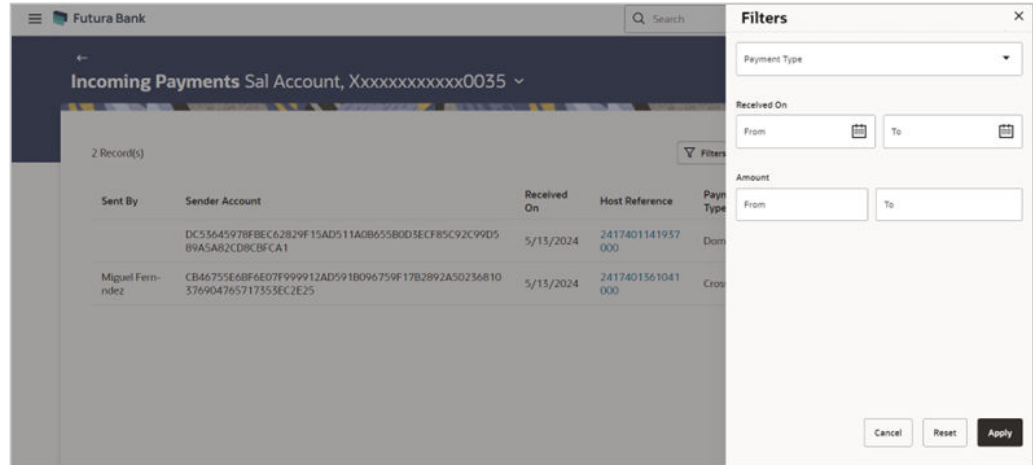 Futura Bank
Search
Incoming Payments Sal Account, Xxxxxxxxxxxx0035
2 Record(s)
Filters
Sent By
Sender Account
Received
On
Host Reference
Paym
Type
DC53645978FBEC62829F15AD511A0B655B0D3ECF85C92C99D5
89A5A82CD8CBFCA1
5/13/2024
2417401141937
000
Dom
Miguel Fern-
ndez
CB46755E6BF6E07F999912AD591B096759F17B2892A50236810
376904765717353EC2E25
5/13/2024
2417401361041
000
Cross
Filters
Payment Type
Received On
From
To
Amount
From
To
Cancel
Reset
Apply